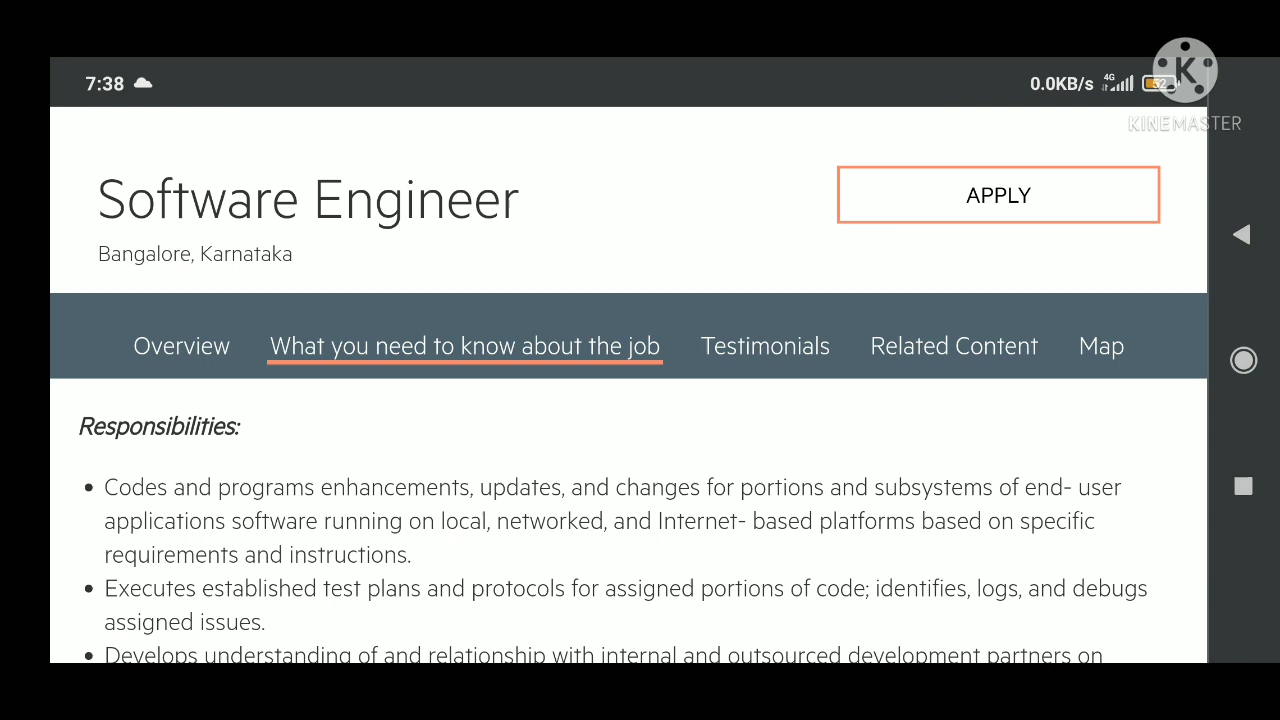 7:38
0.0KB/s 4G 52
K
KINEMASTER
Software Engineer
APPLY
Bangalore, Karnataka
Overview What you need to know about the job Testimonials Related Content Map
Responsibilities:
• Codes and programs enhancements, updates, and changes for portions and subsystems of end- user
applications software running on local, networked, and Internet- based platforms based on specific
requirements and instructions.
• Executes established test plans and protocols for assigned portions of code; identifies, logs, and debugs
assigned issues.
• Develops understanding of and relationship with internal and outsourced development partners on